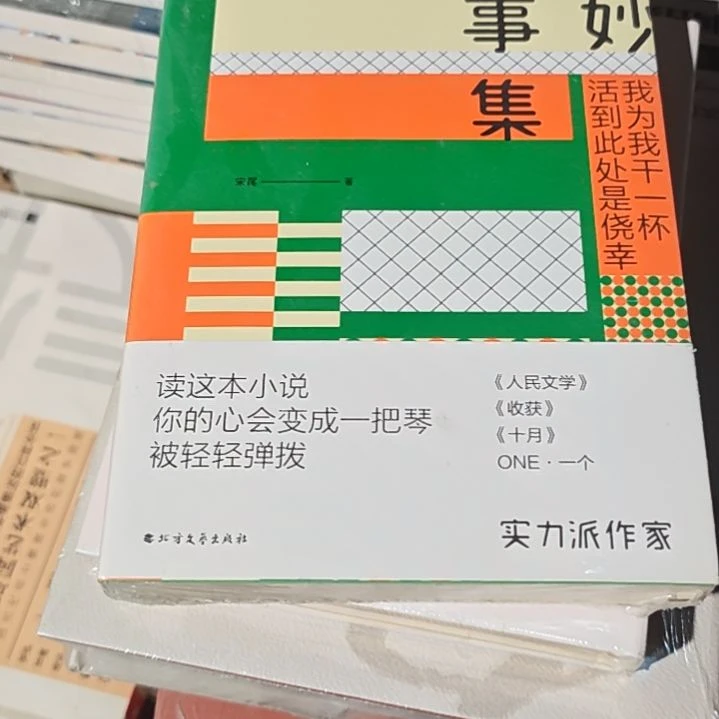 妙
事
集
我为我干一杯
活到此处是侥幸
宋尾 著
读这本小说
你的心会变成一把琴
被轻轻弹拨
《人民文学》
《收获》
《十月》
ONE·一个
实力派作家
北方文艺出版社